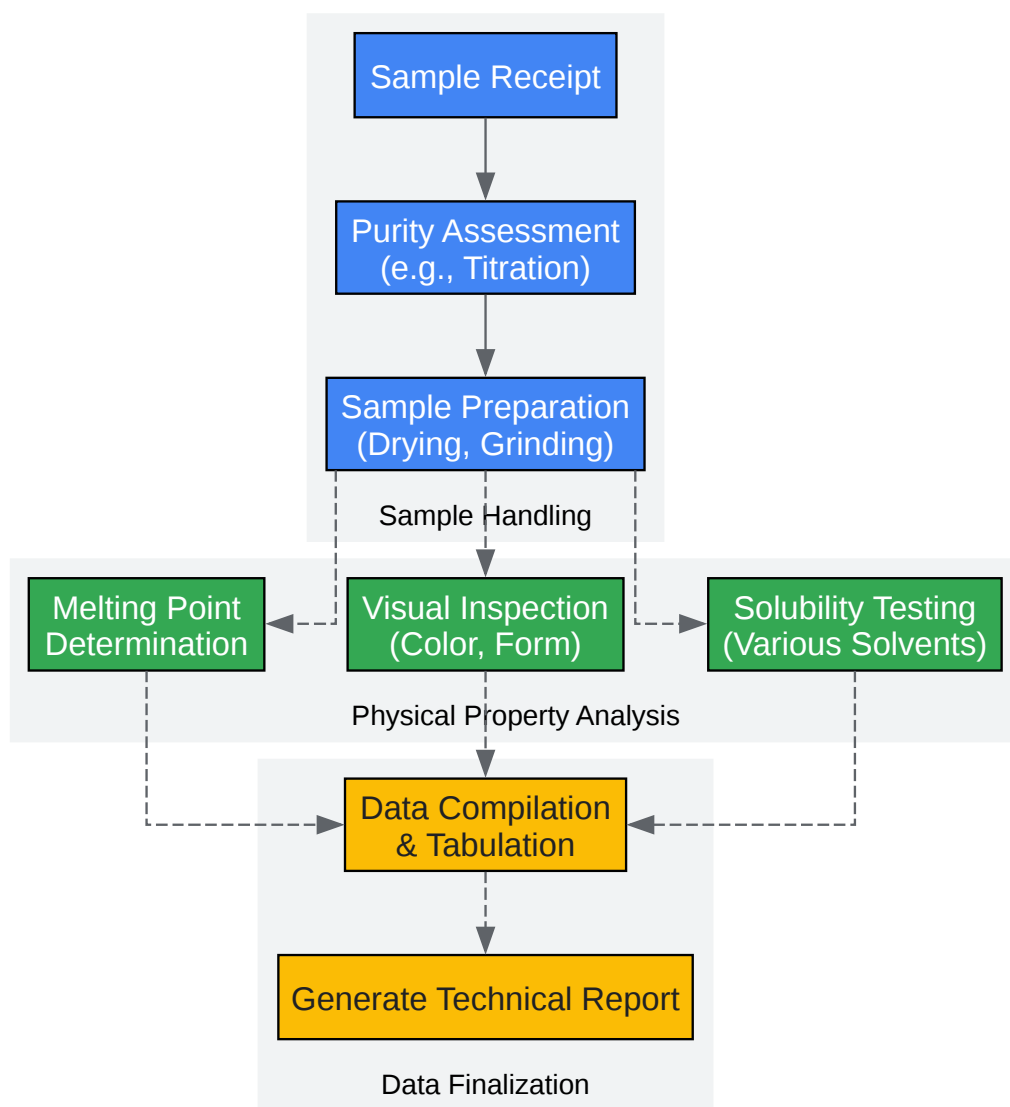 Sample Receipt
Purity Assessment
(e.g., Titration)
Sample Preparation
(Drying, Grinding)
Sample Handling
Melting Point
Determination
Visual Inspection
(Color, Form)
Solubility Testing
(Various Solvents)
Physical Property Analysis
Data Compilation
& Tabulation
Generate Technical Report
Data Finalization